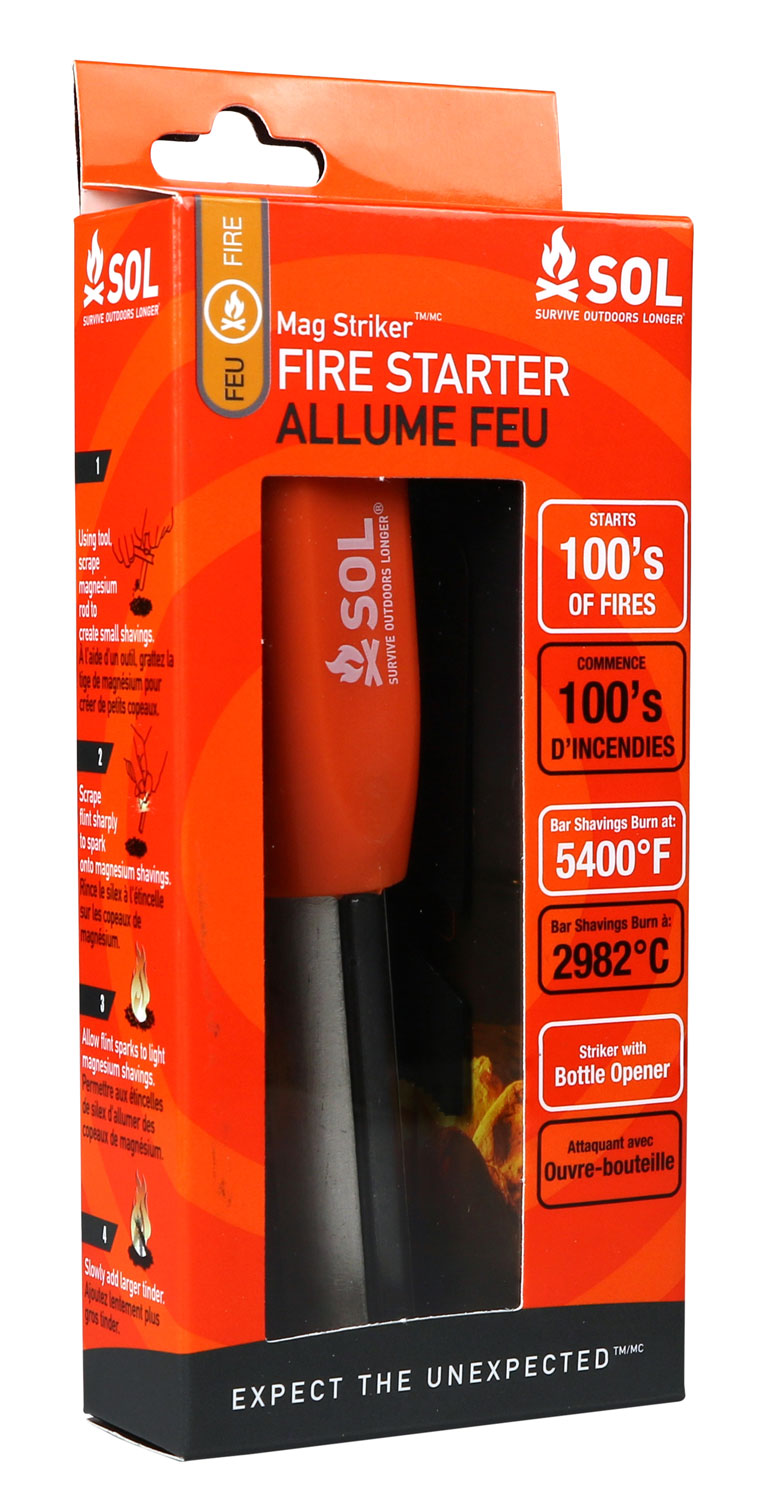 SOL
SURVIVE OUTDOORS LONGER®
1
Using tool,
scrape
magnesium
rod to
create small shavings.
À l'aide d'un outil, grattez la
tige de magnésium pour
créer de petits copeaux.
2
Scrape
flint sharply
to spark
onto magnesium shavings.
Rince le silex à l'étincelle
sur les copeaux de
magnésium.
3
Allow flint sparks to light
magnesium shavings.
Permettre aux étincelles
de silex d'allumer des
copeaux de magnésium.
4
Slowly add larger tinder.
Ajoutez lentement plus
gros tinder.
FEU FIRE
SOL
SURVIVE OUTDOORS LONGER®
Mag Striker™/MC
FIRE STARTER
ALLUME FEU
SOL
SURVIVE OUTDOORS LONGER®
STARTS
100's
OF FIRES
COMMENCE
100's
D'INCENDIES
Bar Shavings Burn at:
5400°F
Bar Shavings Burn à:
2982°C
Striker with
Bottle Opener
Attaquant avec
Ouvre-bouteille
EXPECT THE UNEXPECTED™/MC